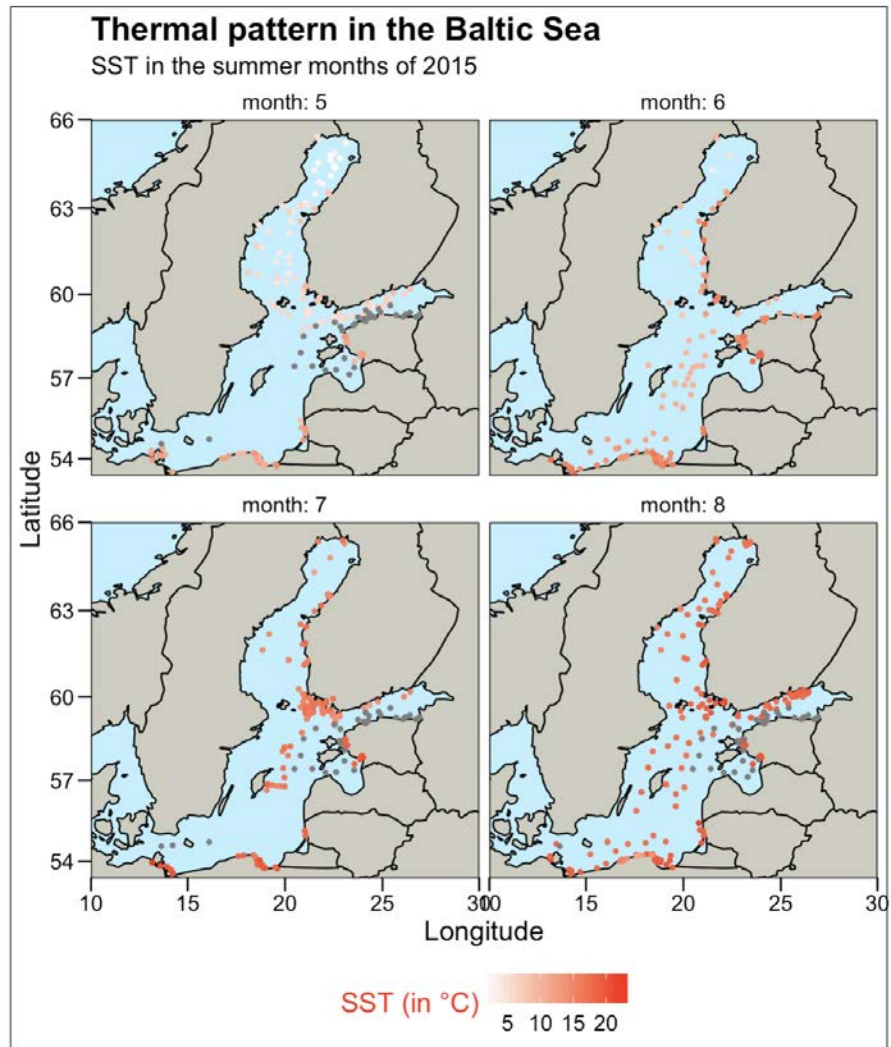 Thermal pattern in the Baltic Sea
SST in the summer months of 2015
month: 5
month: 6
66
63
60
57
54
month: 7
month: 8
66
63
60
57
54
Latitude
10
15
20
25
30
10
15
20
25
30
Longitude
SST (in °C)
5
10
15
20